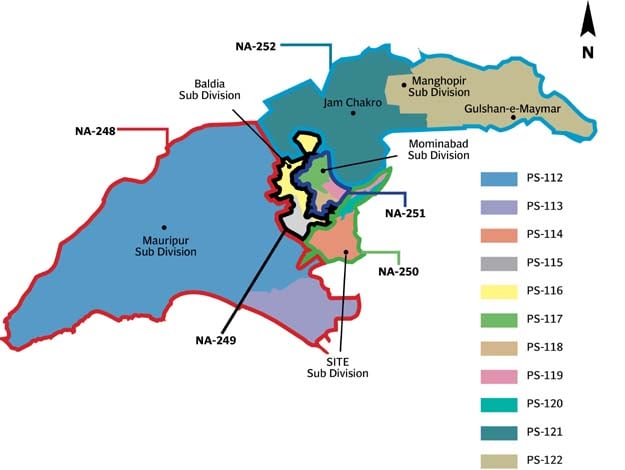 NA-252
N
Baldia
Sub Division
Manghopir
Sub Division
Jam Chakro
Gulshan-e-Maymar
NA-248
Mominabad
Sub Division
PS-112
NA-251
PS-113
Mauripur
Sub Division
PS-114
NA-250
PS-115
PS-116
PS-117
NA-249
PS-118
SITE
Sub Division
PS-119
PS-120
PS-121
PS-122